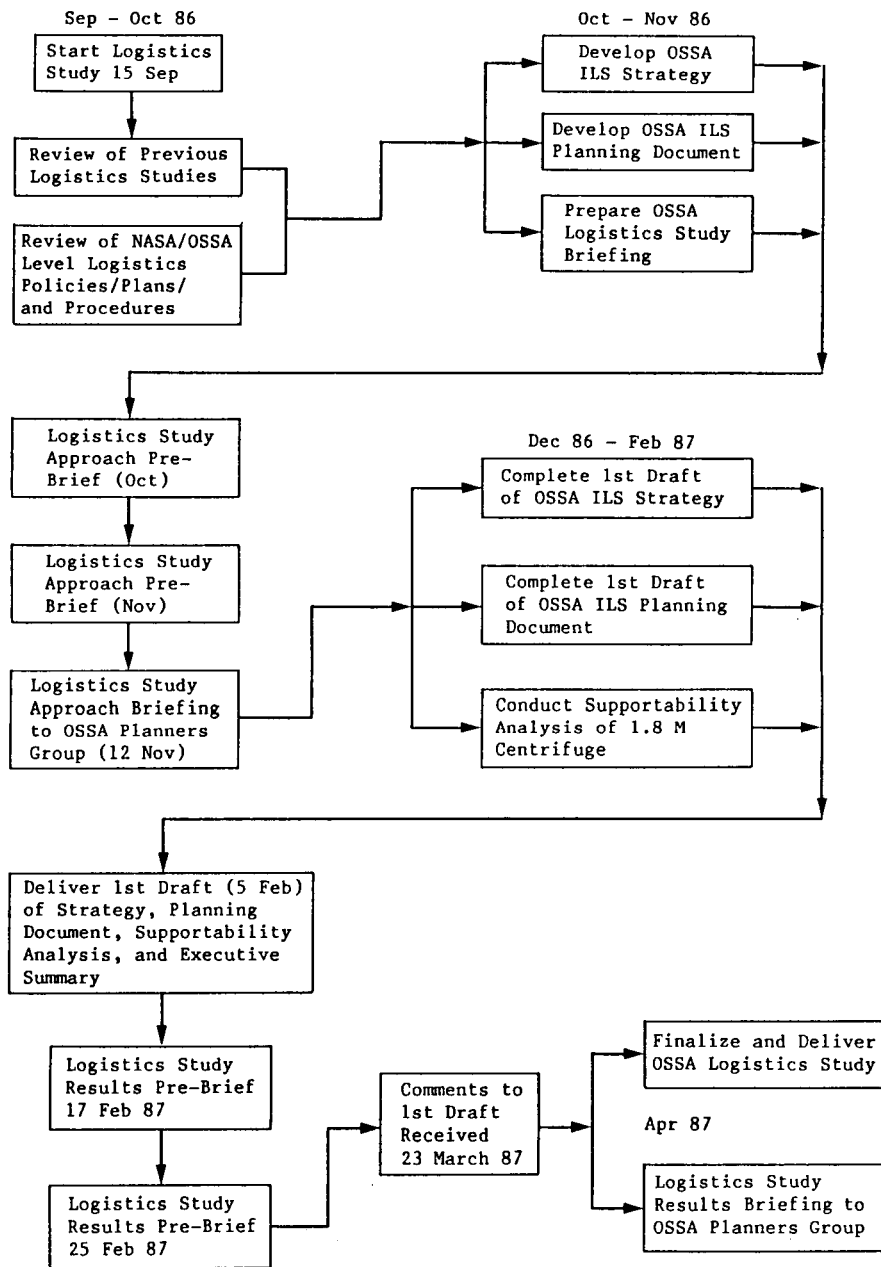 Sep - Oct 86
Start Logistics
Study 15 Sep
Review of Previous
Logistics Studies
Review of NASA/OSSA
Level Logistics
Policies/Plans/
and Procedures
Oct - Nov 86
Develop OSSA
ILS Strategy
Develop OSSA ILS
Planning Document
Prepare OSSA
Logistics Study
Briefing
Logistics Study
Approach Pre-
Brief (Oct)
Logistics Study
Approach Pre-
Brief (Nov)
Logistics Study
Approach Briefing
to OSSA Planners
Group (12 Nov)
Dec 86 - Feb 87
Complete 1st Draft
of OSSA ILS Strategy
Complete 1st Draft
of OSSA ILS Planning
Document
Conduct Supportability
Analysis of 1.8 M
Centrifuge
Deliver 1st Draft (5 Feb)
of Strategy, Planning
Document, Supportability
Analysis, and Executive
Summary
Logistics Study
Results Pre-Brief
17 Feb 87
Logistics Study
Results Pre-Brief
25 Feb 87
Comments to
1st Draft
Received
23 March 87
Finalize and Deliver
OSSA Logistics Study
Apr 87
Logistics Study
Results Briefing to
OSSA Planners Group